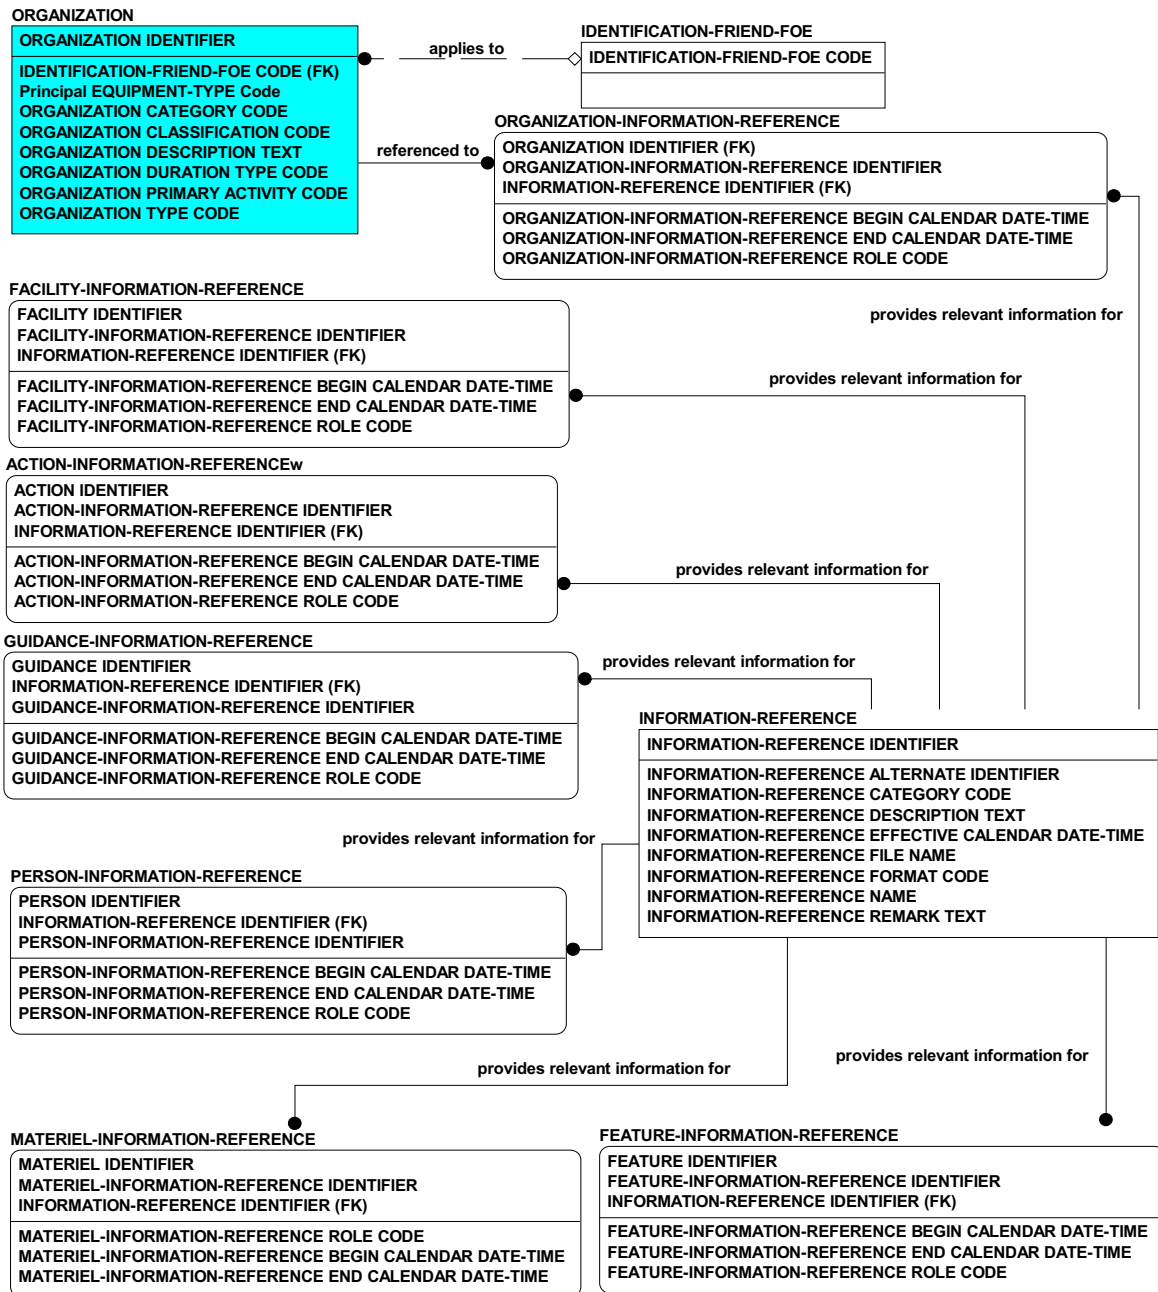 ORGANIZATION
ORGANIZATION IDENTIFIER
IDENTIFICATION-FRIEND-FOE CODE (FK)
Principal EQUIPMENT-TYPE Code
ORGANIZATION CATEGORY CODE
ORGANIZATION CLASSIFICATION CODE
ORGANIZATION DESCRIPTION TEXT
ORGANIZATION DURATION TYPE CODE
ORGANIZATION PRIMARY ACTIVITY CODE
ORGANIZATION TYPE CODE
applies to
IDENTIFICATION-FRIEND-FOE
IDENTIFICATION-FRIEND-FOE CODE
referenced to
ORGANIZATION-INFORMATION-REFERENCE
ORGANIZATION IDENTIFIER (FK)
ORGANIZATION-INFORMATION-REFERENCE IDENTIFIER
INFORMATION-REFERENCE IDENTIFIER (FK)
ORGANIZATION-INFORMATION-REFERENCE BEGIN CALENDAR DATE-TIME
ORGANIZATION-INFORMATION-REFERENCE END CALENDAR DATE-TIME
ORGANIZATION-INFORMATION-REFERENCE ROLE CODE
provides relevant information for
FACILITY-INFORMATION-REFERENCE
FACILITY IDENTIFIER
FACILITY-INFORMATION-REFERENCE IDENTIFIER
INFORMATION-REFERENCE IDENTIFIER (FK)
FACILITY-INFORMATION-REFERENCE BEGIN CALENDAR DATE-TIME
FACILITY-INFORMATION-REFERENCE END CALENDAR DATE-TIME
FACILITY-INFORMATION-REFERENCE ROLE CODE
provides relevant information for
ACTION-INFORMATION-REFERENCEw
ACTION IDENTIFIER
ACTION-INFORMATION-REFERENCE IDENTIFIER
INFORMATION-REFERENCE IDENTIFIER (FK)
ACTION-INFORMATION-REFERENCE BEGIN CALENDAR DATE-TIME
ACTION-INFORMATION-REFERENCE END CALENDAR DATE-TIME
ACTION-INFORMATION-REFERENCE ROLE CODE
provides relevant information for
GUIDANCE-INFORMATION-REFERENCE
GUIDANCE IDENTIFIER
INFORMATION-REFERENCE IDENTIFIER (FK)
GUIDANCE-INFORMATION-REFERENCE IDENTIFIER
GUIDANCE-INFORMATION-REFERENCE BEGIN CALENDAR DATE-TIME
GUIDANCE-INFORMATION-REFERENCE END CALENDAR DATE-TIME
GUIDANCE-INFORMATION-REFERENCE ROLE CODE
provides relevant information for
INFORMATION-REFERENCE
INFORMATION-REFERENCE IDENTIFIER
INFORMATION-REFERENCE ALTERNATE IDENTIFIER
INFORMATION-REFERENCE CATEGORY CODE
INFORMATION-REFERENCE DESCRIPTION TEXT
INFORMATION-REFERENCE EFFECTIVE CALENDAR DATE-TIME
INFORMATION-REFERENCE FILE NAME
INFORMATION-REFERENCE FORMAT CODE
INFORMATION-REFERENCE NAME
INFORMATION-REFERENCE REMARK TEXT
provides relevant information for
PERSON-INFORMATION-REFERENCE
PERSON IDENTIFIER
INFORMATION-REFERENCE IDENTIFIER (FK)
PERSON-INFORMATION-REFERENCE IDENTIFIER
PERSON-INFORMATION-REFERENCE BEGIN CALENDAR DATE-TIME
PERSON-INFORMATION-REFERENCE END CALENDAR DATE-TIME
PERSON-INFORMATION-REFERENCE ROLE CODE
provides relevant information for
provides relevant information for
MATERIEL-INFORMATION-REFERENCE
MATERIEL IDENTIFIER
MATERIEL-INFORMATION-REFERENCE IDENTIFIER
INFORMATION-REFERENCE IDENTIFIER (FK)
MATERIEL-INFORMATION-REFERENCE ROLE CODE
MATERIEL-INFORMATION-REFERENCE BEGIN CALENDAR DATE-TIME
MATERIEL-INFORMATION-REFERENCE END CALENDAR DATE-TIME
FEATURE-INFORMATION-REFERENCE
FEATURE IDENTIFIER
FEATURE-INFORMATION-REFERENCE IDENTIFIER
INFORMATION-REFERENCE IDENTIFIER (FK)
FEATURE-INFORMATION-REFERENCE BEGIN CALENDAR DATE-TIME
FEATURE-INFORMATION-REFERENCE END CALENDAR DATE-TIME
FEATURE-INFORMATION-REFERENCE ROLE CODE